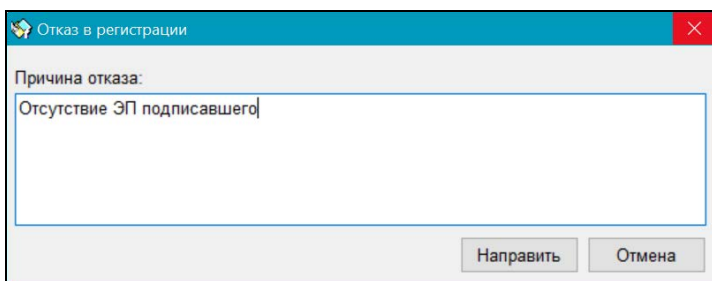 Отказ в регистрации
Причина отказа:
Отсутствие ЭП подписавшего
Направить Отмена